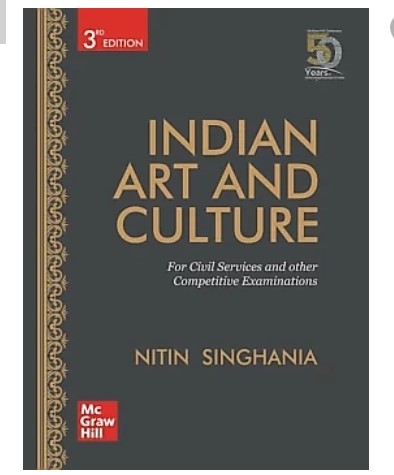 3RD EDITION
50
Years
INDIAN
ART AND
CULTURE
For Civil Services and other
Competitive Examinations
NITIN SINGHANIA
Mc
Graw
Hill